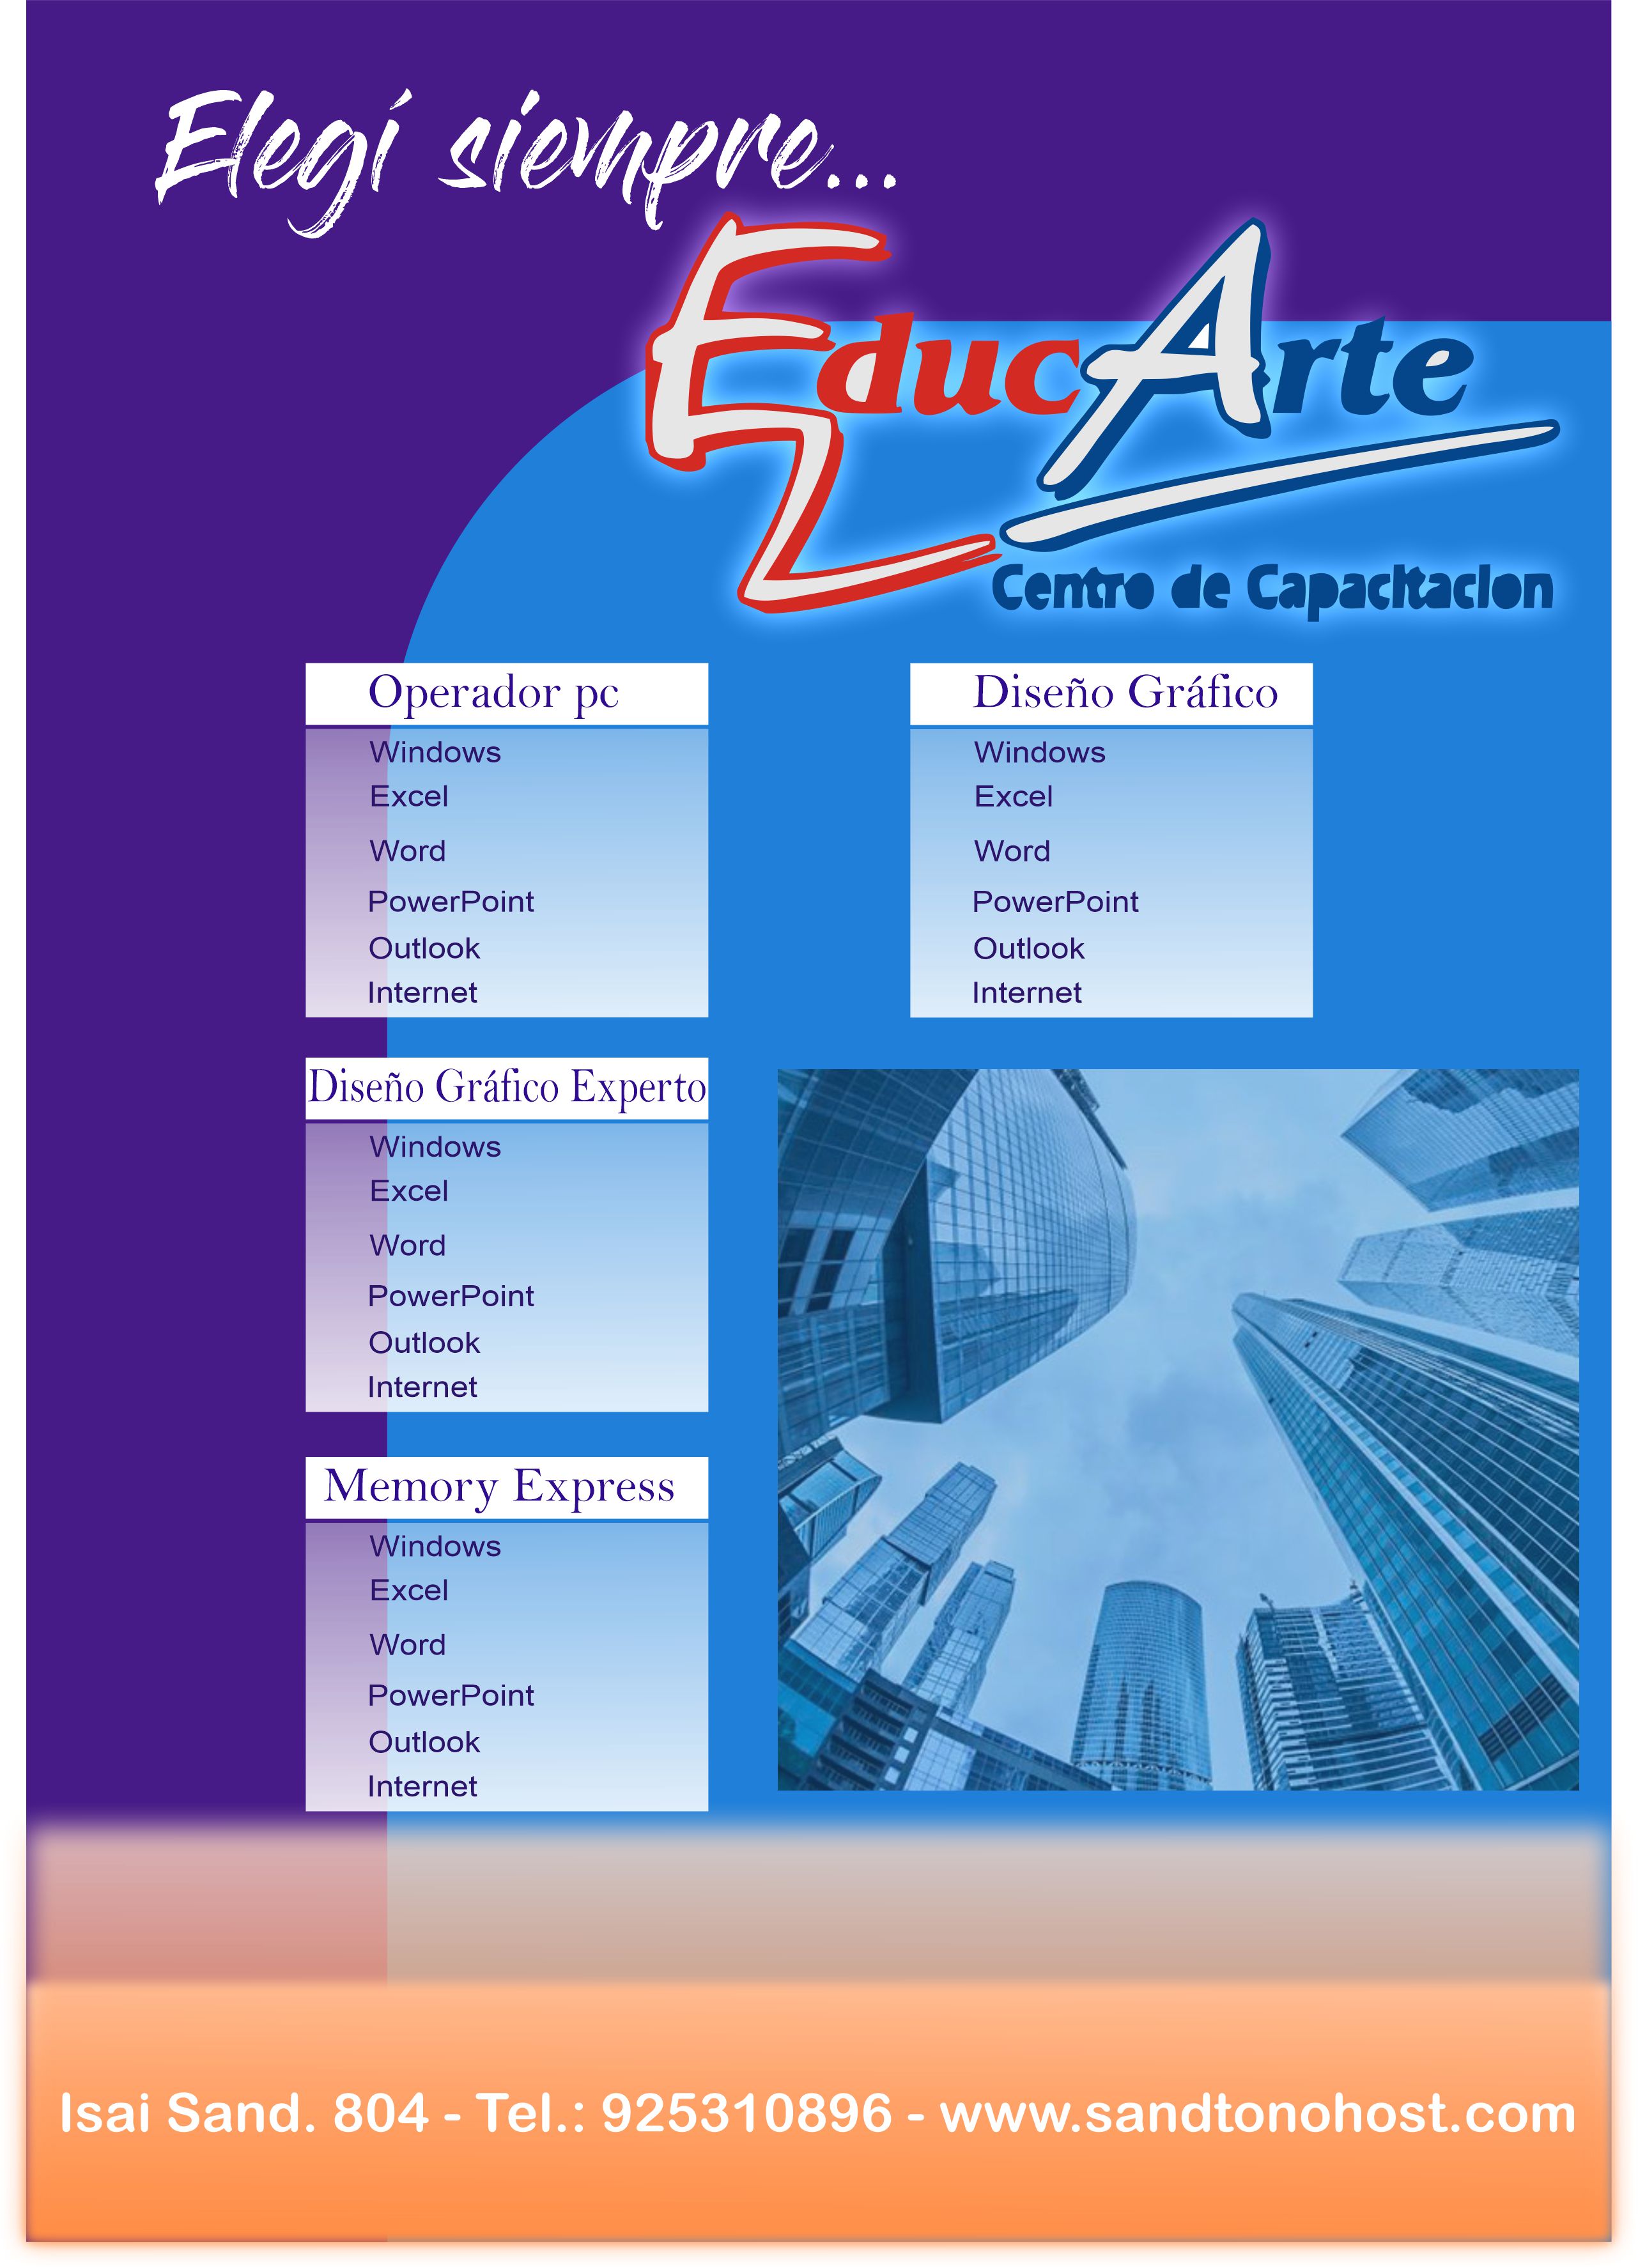 Elegí siempre...
EducArte
Centro de Capacitacion
Operador pc
Windows
Excel
Word
PowerPoint
Outlook
Internet
Diseño Gráfico
Windows
Excel
Word
PowerPoint
Outlook
Internet
Diseño Gráfico Experto
Windows
Excel
Word
PowerPoint
Outlook
Internet
Memory Express
Windows
Excel
Word
PowerPoint
Outlook
Internet
Isai Sand. 804 - Tel.: 925310896 - www.sandtonohost.com